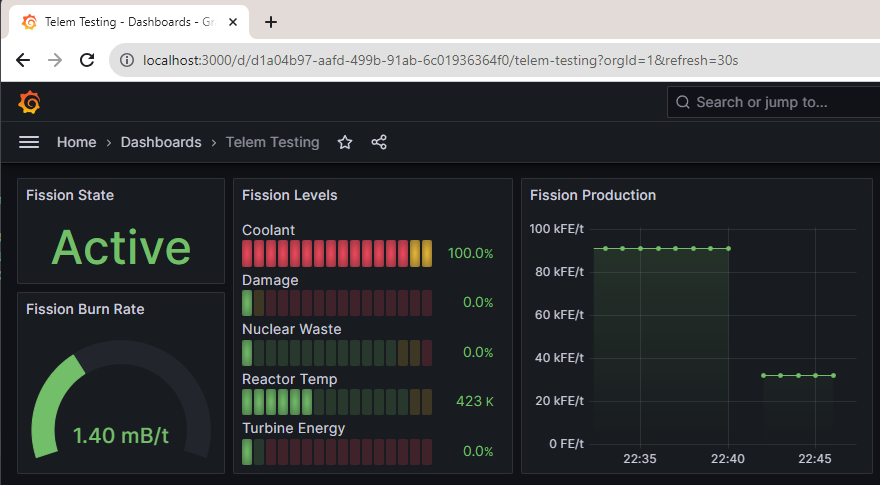 Telem Testing - Dashboards - Gr
localhost:3000/d/d1a04b97-aafd-499b-91ab-6c01936364f0/telem-testing?orgId=1&refresh=30s
Search or jump to...
Home › Dashboards › Telem Testing
Fission State
Active
Fission Burn Rate
1.40 mB/t
Fission Levels
Coolant
100.0%
Damage
0.0%
Nuclear Waste
0.0%
Reactor Temp
423 K
Turbine Energy
0.0%
Fission Production
100 kFE/t
80 kFE/t
60 kFE/t
40 kFE/t
20 kFE/t
0 FE/t
22:35 22:40 22:45